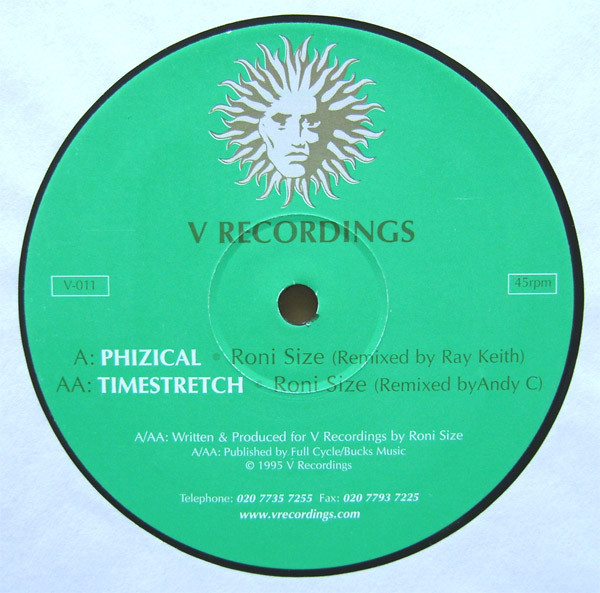 V RECORDINGS
V-011
45rpm
A: PHIZICAL • Roni Size (Remixed by Ray Keith)
AA: TIMESTRETCH • Roni Size (Remixed byAndy C)
A/AA: Written & Produced for V Recordings by Roni Size
A/AA: Published by Full Cycle/Bucks Music
© 1995 V Recordings
Telephone: 020 7735 7255 Fax: 020 7793 7225
www.vrecordings.com